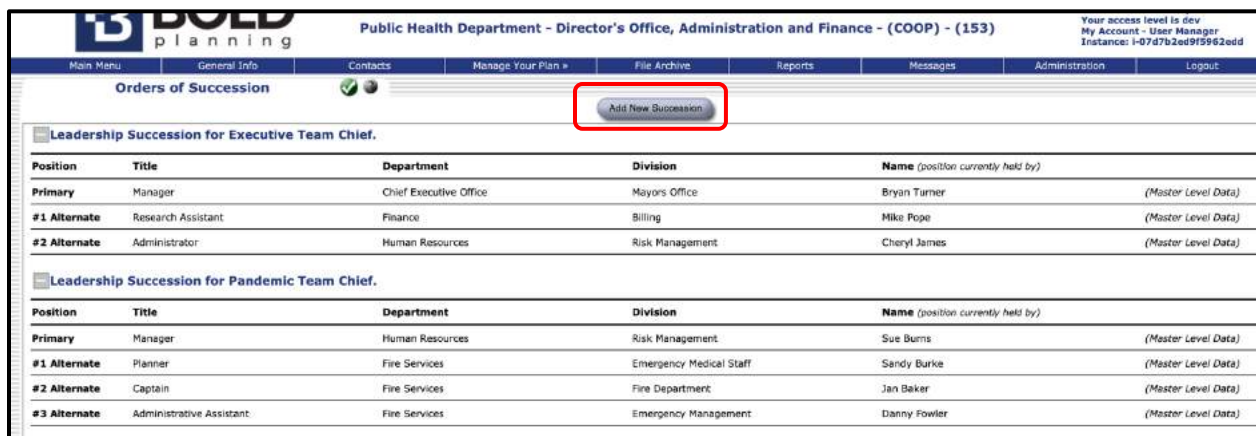 BOLD
planning
Public Health Department - Director's Office, Administration and Finance - (COOP) - (153)
Your access level is dev
My Account - User Manager
Instance: i-07d7b2ed9f5962edd
Main Menu General Info Contacts Manage Your Plan » File Archive Reports Messages Administration Logout
Orders of Succession
Add New Succession
Leadership Succession for Executive Team Chief.
Position Title Department Division Name (position currently held by)
Primary Manager Chief Executive Office Mayors Office Bryan Turner (Master Level Data)
#1 Alternate Research Assistant Finance Billing Mike Pope (Master Level Data)
#2 Alternate Administrator Human Resources Risk Management Cheryl James (Master Level Data)
Leadership Succession for Pandemic Team Chief.
Position Title Department Division Name (position currently held by)
Primary Manager Human Resources Risk Management Sue Burns (Master Level Data)
#1 Alternate Planner Fire Services Emergency Medical Staff Sandy Burke (Master Level Data)
#2 Alternate Captain Fire Services Fire Department Jan Baker (Master Level Data)
#3 Alternate Administrative Assistant Fire Services Emergency Management Danny Fowler (Master Level Data)